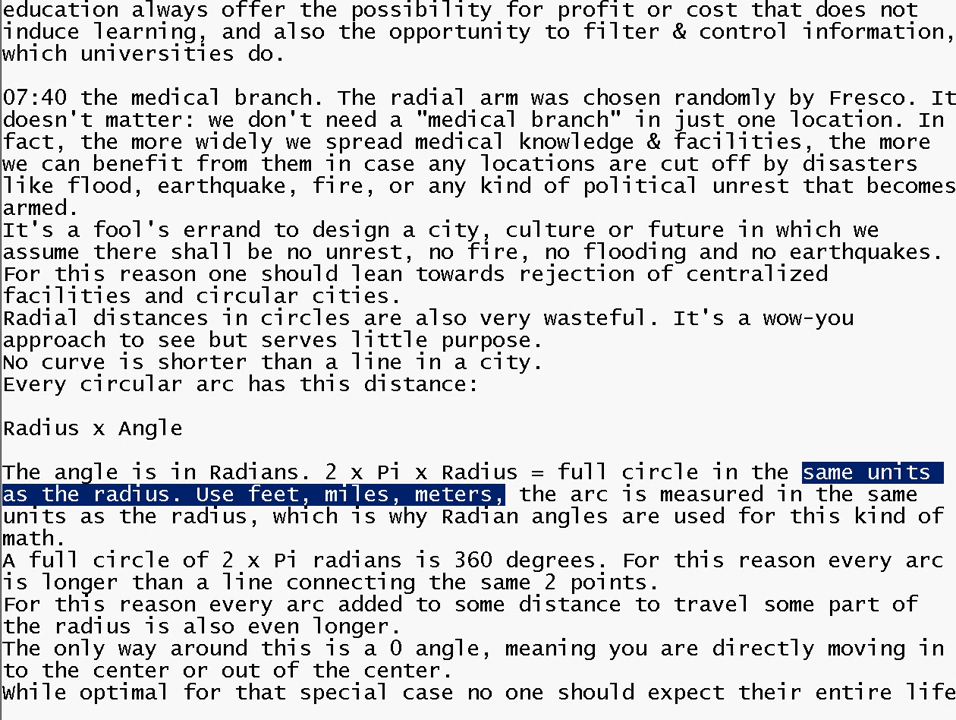 education always offer the possibility for profit or cost that does not
induce learning, and also the opportunity to filter & control information,
which universities do.
07:40 the medical branch. The radial arm was chosen randomly by Fresco. It
doesn't matter: we don't need a "medical branch" in just one location. In
fact, the more widely we spread medical knowledge & facilities, the more
we can benefit from them in case any locations are cut off by disasters
like flood, earthquake, fire, or any kind of political unrest that becomes
armed.
It's a fool's errand to design a city, culture or future in which we
assume there shall be no unrest, no fire, no flooding and no earthquakes.
For this reason one should lean towards rejection of centralized
facilities and circular cities.
Radial distances in circles are also very wasteful. It's a wow-you
approach to see but serves little purpose.
No curve is shorter than a line in a city.
Every circular arc has this distance:
Radius x Angle
The angle is in Radians. 2 x Pi x Radius = full circle in the same units
as the radius. Use feet, miles, meters, the arc is measured in the same
units as the radius, which is why Radian angles are used for this kind of
math.
A full circle of 2 x Pi radians is 360 degrees. For this reason every arc
is longer than a line connecting the same 2 points.
For this reason every arc added to some distance to travel some part of
the radius is also even longer.
The only way around this is a 0 angle, meaning you are directly moving in
to the center or out of the center.
While optimal for that special case no one should expect their entire life